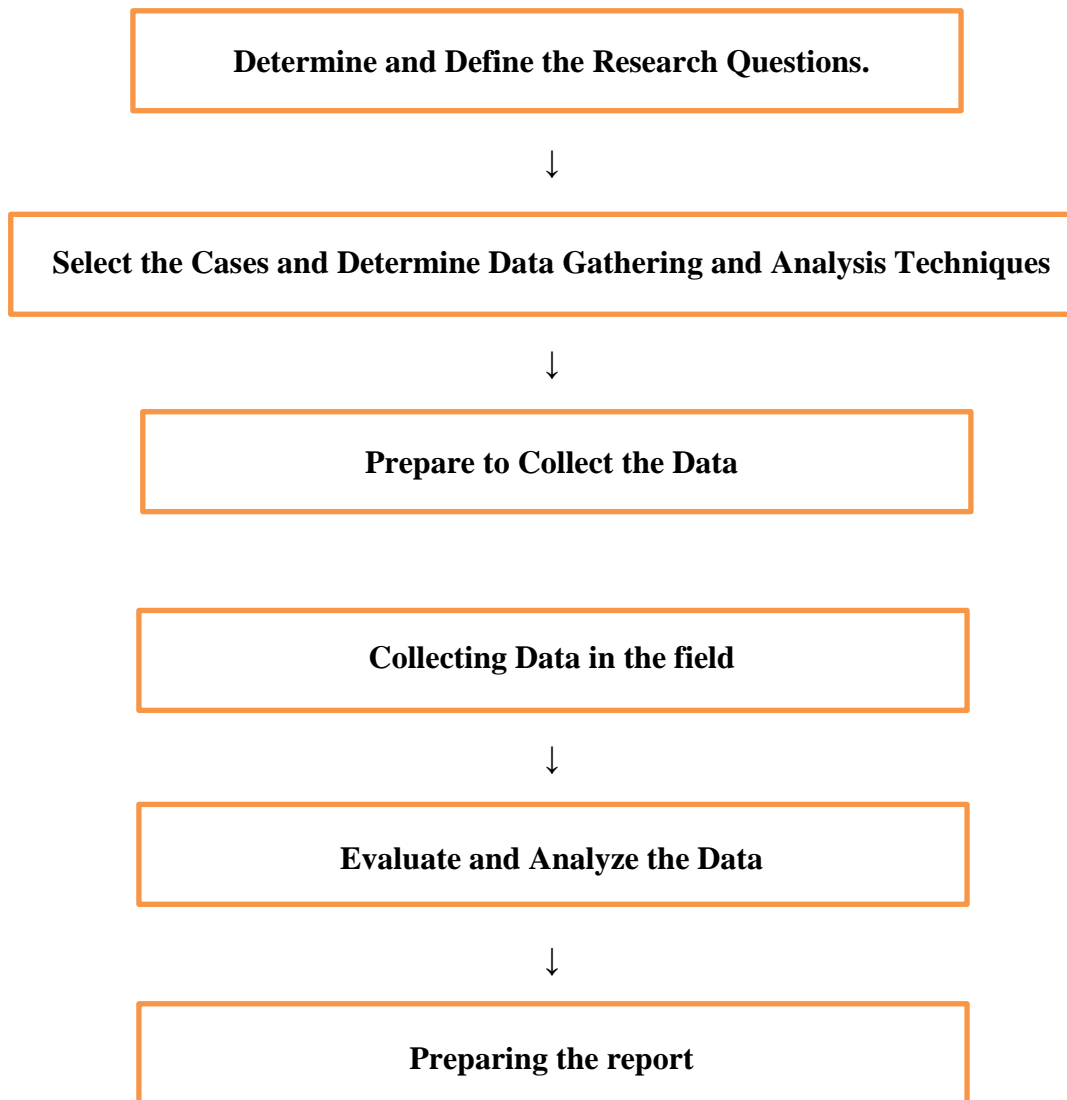 Determine and Define the Research Questions.
↓
Select the Cases and Determine Data Gathering and Analysis Techniques
↓
Prepare to Collect the Data
Collecting Data in the field
↓
Evaluate and Analyze the Data
↓
Preparing the report